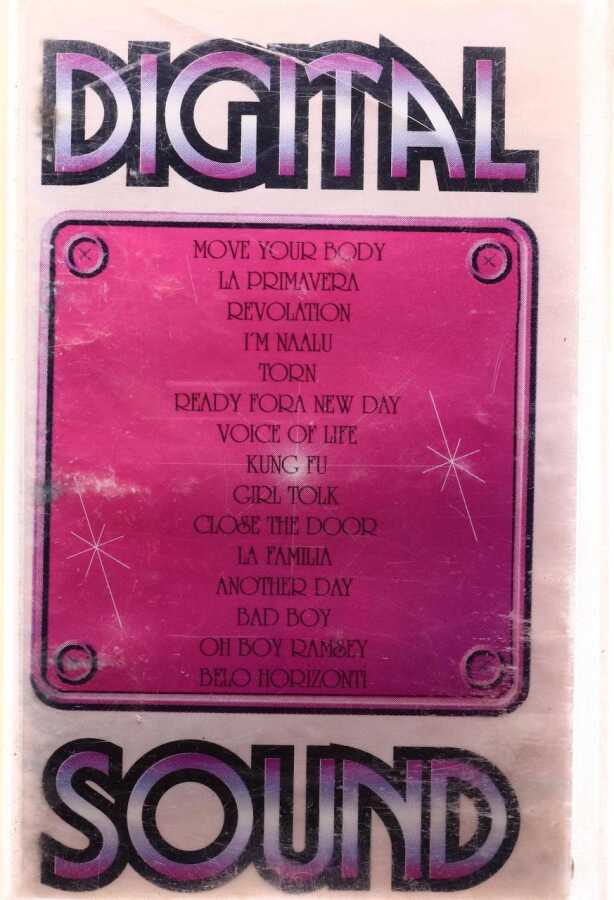 DIGITAL
MOVE YOUR BODY
LA PRIMAVERA
REVOLATION
I'M NAALU
TORN
READY FORA NEW DAY
VOICE OF LIFE
KUNG FU
GIRL TOLK
CLOSE THE DOOR
LA FAMILIA
ANOTHER DAY
BAD BOY
OH BOY RAMSEY
BELO HORIZONTI
SOUND